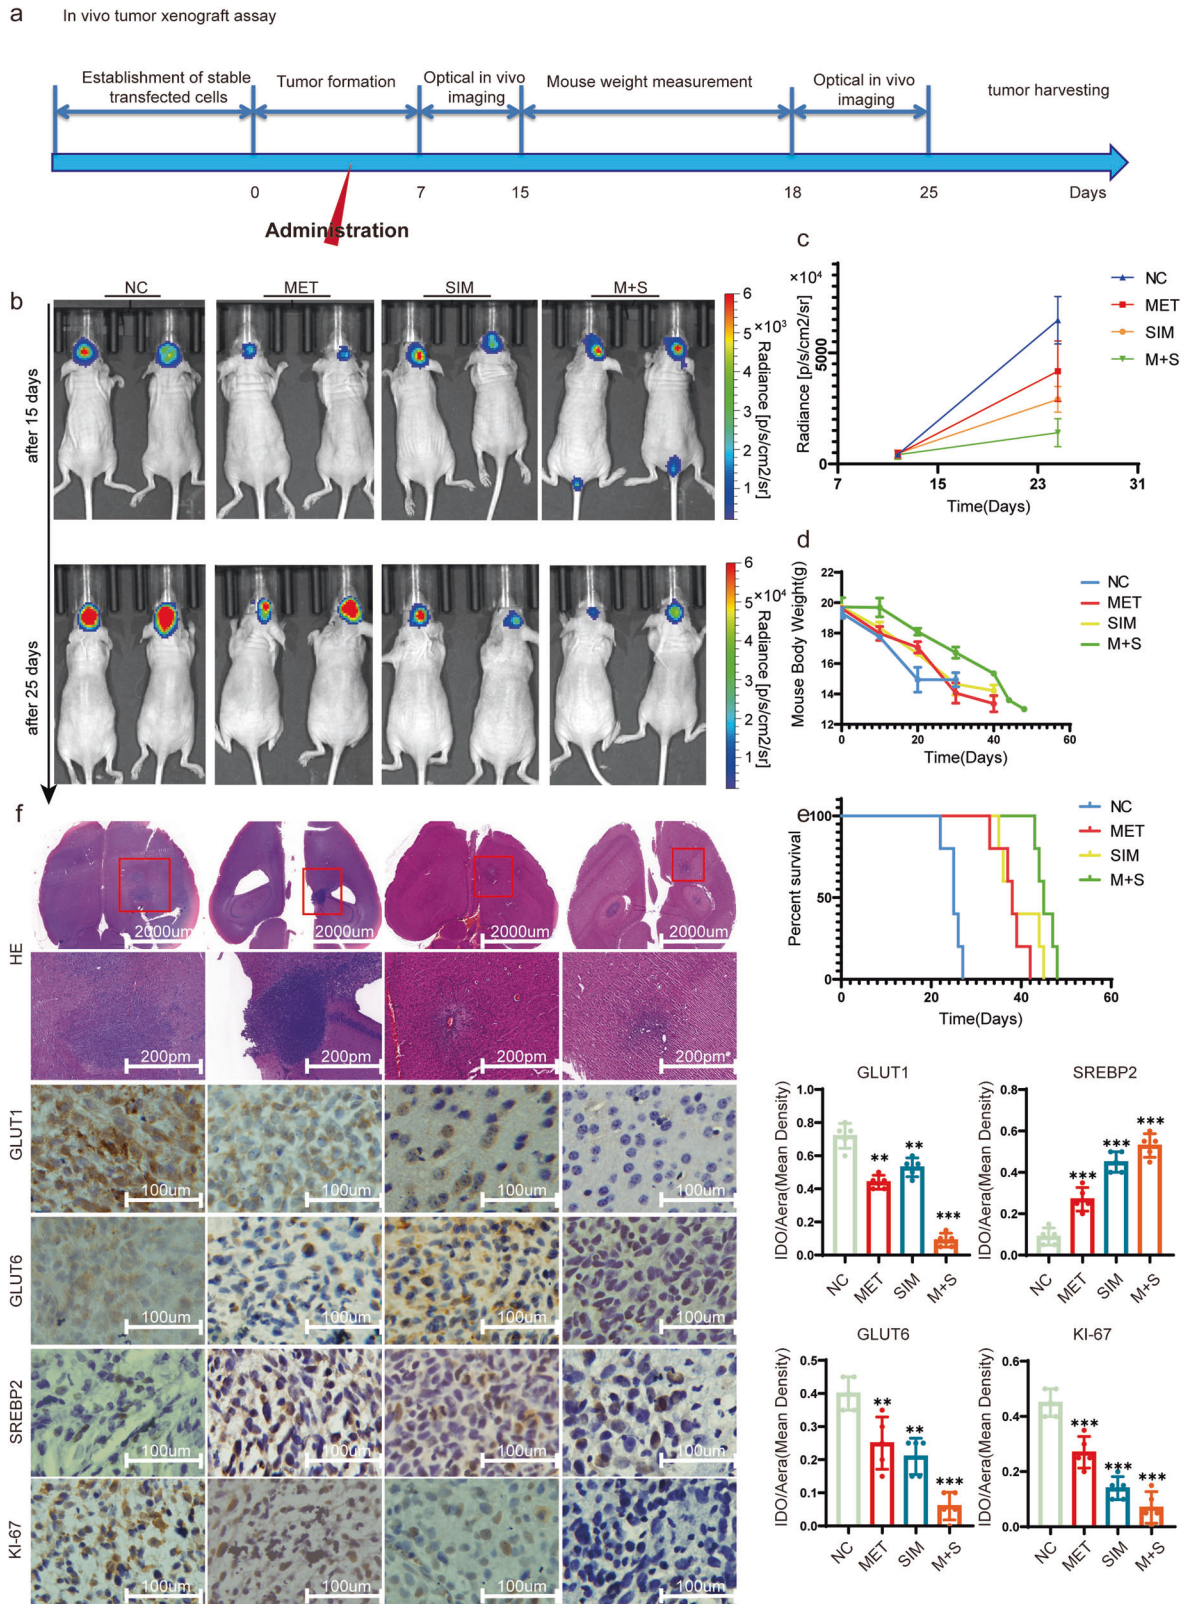 a
In vivo tumor xenograft assay
Establishment of stable
transfected cells
Tumor formation
Optical in vivo
imaging
Mouse weight measurement
Optical in vivo
imaging
tumor harvesting
0
7
15
18
25
Days
Administration
b
NC
MET
SIM
M+S
after 15 days
6
5
4
3
2
1
×10³
Radiance [p/s/cm2/sr]
after 25 days
6
5
4
3
2
1
×10⁴
Radiance [p/s/cm2/sr]
c
×10⁴
Radiance [p/s/cm2/sr]
5000
0
7
15
23
31
Time(Days)
NC
MET
SIM
M+S
d
Mouse Body Weight(g)
22
20
18
16
14
12
0
20
40
60
Time(Days)
NC
MET
SIM
M+S
e
Percent survival
100
50
0
0
20
40
60
Time(Days)
NC
MET
SIM
M+S
f
HE
2000um
2000um
2000um
2000um
200pm
200pm
200pm
200pm
GLUT1
100um
100um
100um
100um
GLUT6
100um
100um
100um
100um
SREBP2
100um
100um
100um
100um
KI-67
100um
100um
100um
100um
GLUT1
IDO/Aera(Mean Density)
1.0
0.8
0.6
0.4
0.2
0.0
**
**
***
NC
MET
SIM
M+S
SREBP2
IDO/Aera(Mean Density)
0.8
0.6
0.4
0.2
0.0
***
***
***
NC
MET
SIM
M+S
GLUT6
IDO/Aera(Mean Density)
0.5
0.4
0.3
0.2
0.1
0.0
**
**
***
NC
MET
SIM
M+S
KI-67
IDO/Aera(Mean Density)
0.6
0.4
0.2
0.0
***
***
***
NC
MET
SIM
M+S